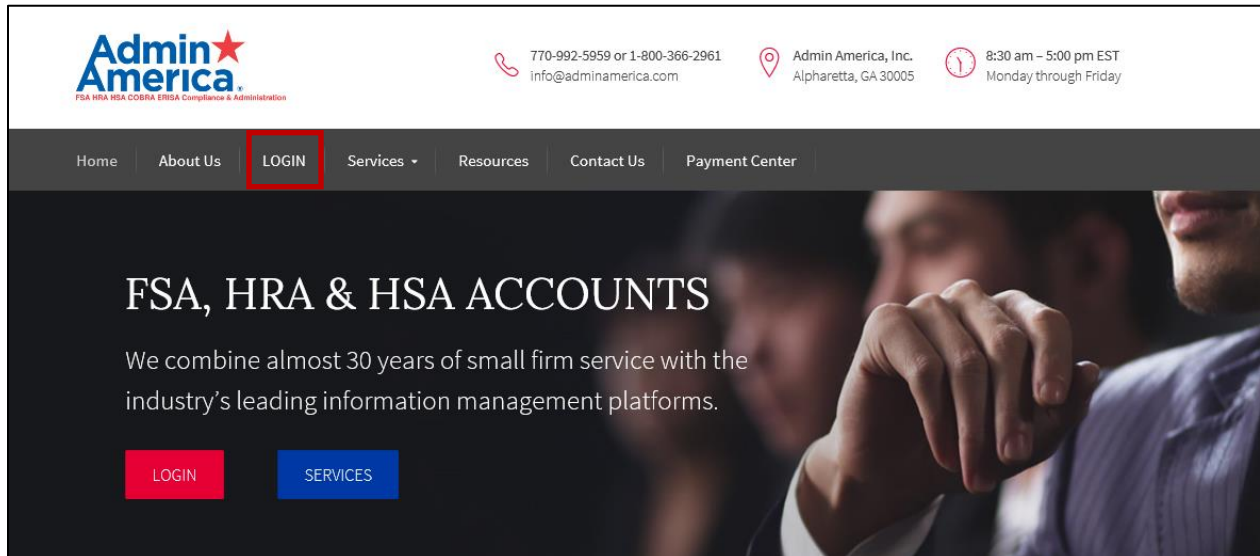 Admin
America®
FSA HRA HSA COBRA ERISA Compliance & Administration
770-992-5959 or 1-800-366-2961
info@adminamerica.com
Admin America, Inc.
Alpharetta, GA 30005
8:30 am – 5:00 pm EST
Monday through Friday
Home About Us LOGIN Services Resources Contact Us Payment Center
FSA, HRA & HSA ACCOUNTS
We combine almost 30 years of small firm service with the
industry’s leading information management platforms.
LOGIN SERVICES